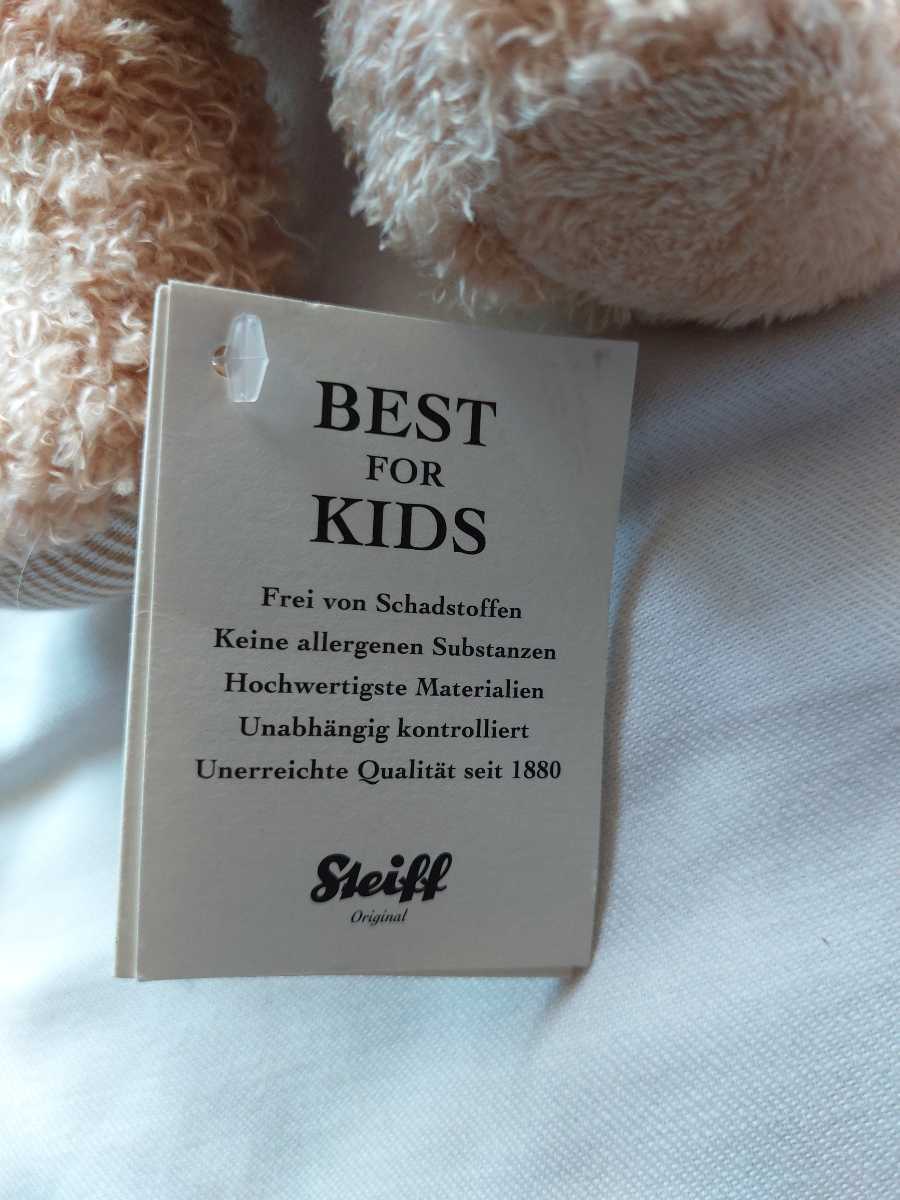 BEST
FOR
KIDS
Frei von Schadstoffen
Keine allergenen Substanzen
Hochwertigste Materialien
Unabhängig kontrolliert
Unerreichte Qualität seit 1880
Steiff
Original